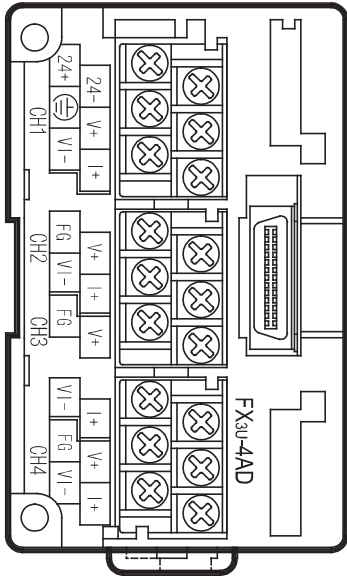 24+
24-
⏚
V+
CH1
VI-
I+
FG
V+
CH2
VI-
I+
CH3
FG
V+
VI-
I+
FG
V+
CH4
VI-
I+
FX3U-4AD